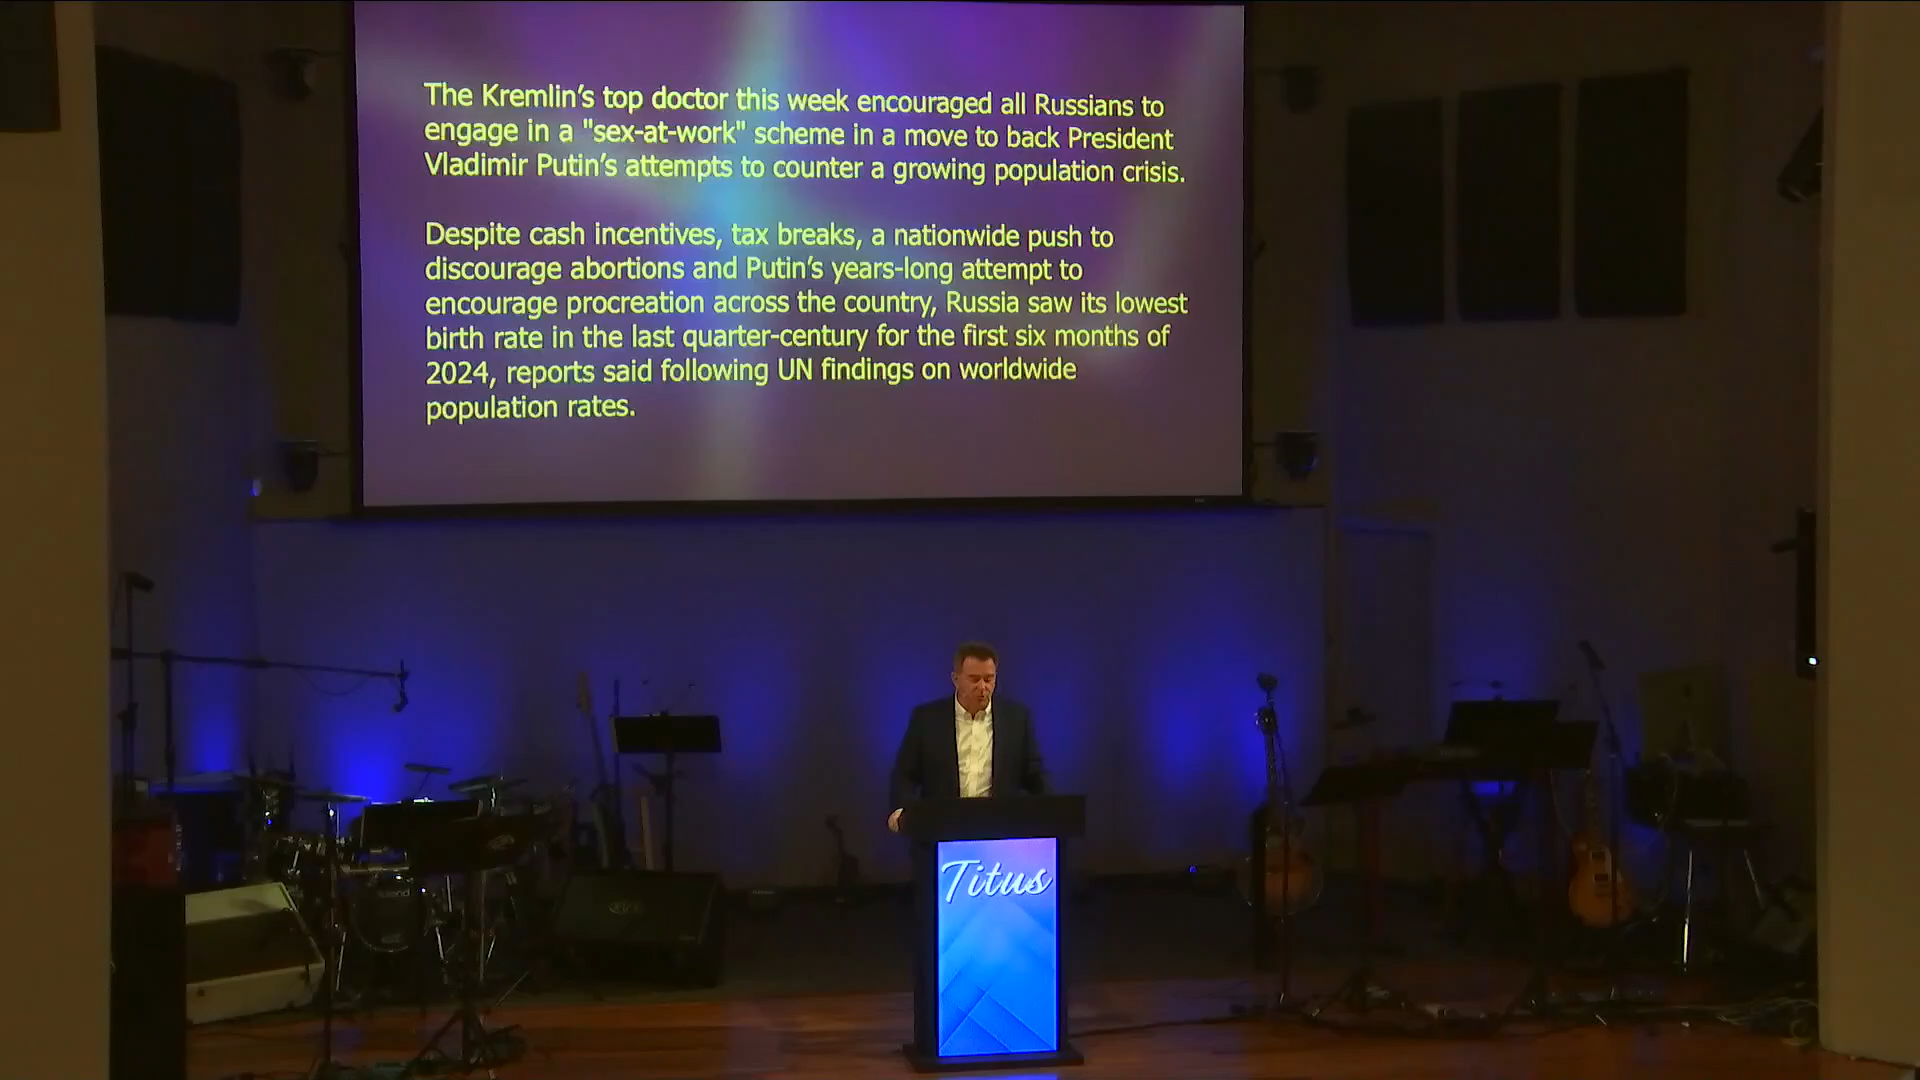 The Kremlin's top doctor this week encouraged all Russians to
engage in a "sex-at-work" scheme in a move to back President
Vladimir Putin's attempts to counter a growing population crisis.
Despite cash incentives, tax breaks, a nationwide push to
discourage abortions and Putin's years-long attempt to
encourage procreation across the country, Russia saw its lowest
birth rate in the last quarter-century for the first six months of
2024, reports said following UN findings on worldwide
population rates.
Titus